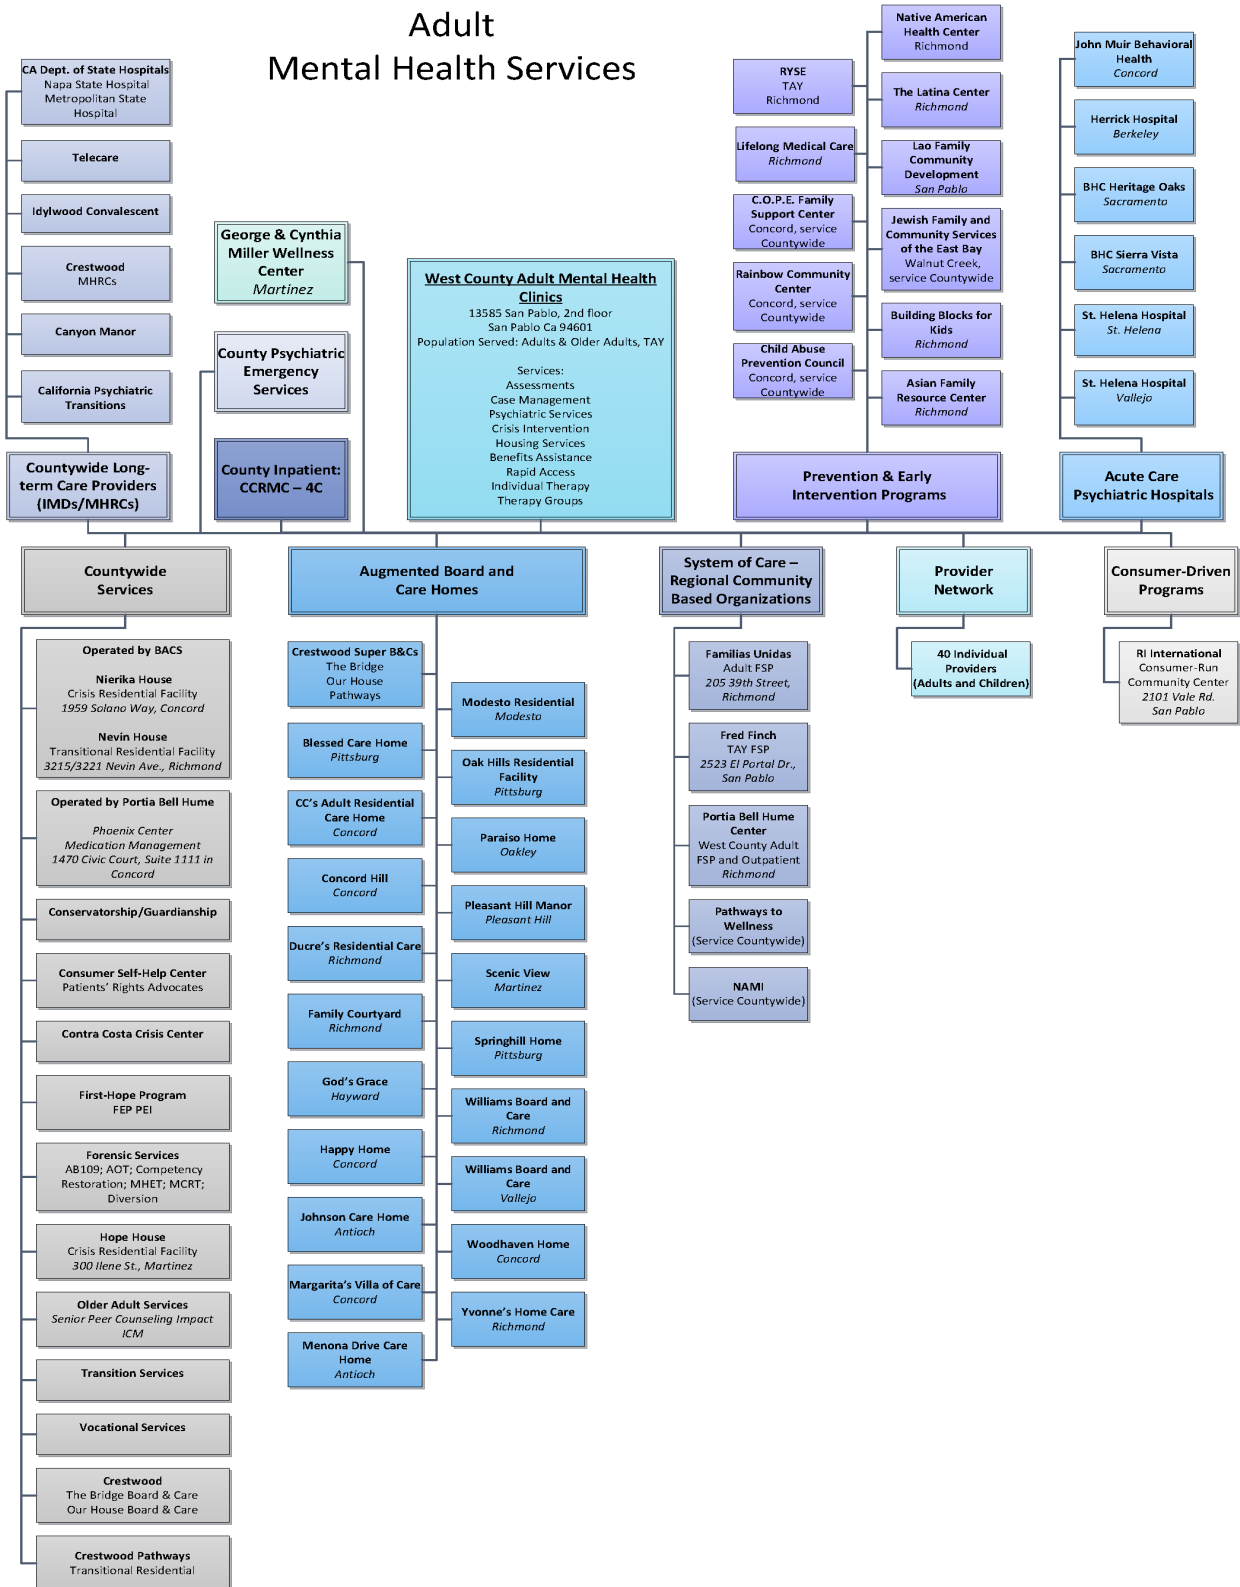 Adult
Mental Health Services
CA Dept. of State Hospitals
Napa State Hospital
Metropolitan State
Hospital
Telecare
Idylwood Convalescent
Crestwood
MHRCs
Canyon Manor
California Psychiatric
Transitions
Countywide Long-
term Care Providers
(IMDs/MHRCs)
George & Cynthia
Miller Wellness
Center
Martinez
County Psychiatric
Emergency
Services
County Inpatient:
CCRMC – 4C
West County Adult Mental Health
Clinics
13585 San Pablo, 2nd floor
San Pablo Ca 94601
Population Served: Adults & Older Adults, TAY
Services:
Assessments
Case Management
Psychiatric Services
Crisis Intervention
Housing Services
Benefits Assistance
Rapid Access
Individual Therapy
Therapy Groups
RYSE
TAY
Richmond
Lifelong Medical Care
Richmond
C.O.P.E. Family
Support Center
Concord, service
Countywide
Rainbow Community
Center
Concord, service
Countywide
Child Abuse
Prevention Council
Concord, service
Countywide
Native American
Health Center
Richmond
The Latina Center
Richmond
Lao Family
Community
Development
San Pablo
Jewish Family and
Community Services
of the East Bay
Walnut Creek,
service Countywide
Building Blocks for
Kids
Richmond
Asian Family
Resource Center
Richmond
Prevention & Early
Intervention Programs
John Muir Behavioral
Health
Concord
Herrick Hospital
Berkeley
BHC Heritage Oaks
Sacramento
BHC Sierra Vista
Sacramento
St. Helena Hospital
St. Helena
St. Helena Hospital
Vallejo
Acute Care
Psychiatric Hospitals
Countywide
Services
Operated by BACS
Nierika House
Crisis Residential Facility
1959 Solano Way, Concord
Nevin House
Transitional Residential Facility
3215/3221 Nevin Ave., Richmond
Operated by Portia Bell Hume
Phoenix Center
Medication Management
1470 Civic Court, Suite 1111 in
Concord
Conservatorship/Guardianship
Consumer Self-Help Center
Patients' Rights Advocates
Contra Costa Crisis Center
First-Hope Program
FEP PEI
Forensic Services
AB109; AOT; Competency
Restoration; MHET; MCRT;
Diversion
Hope House
Crisis Residential Facility
300 Ilene St., Martinez
Older Adult Services
Senior Peer Counseling Impact
ICM
Transition Services
Vocational Services
Crestwood
The Bridge Board & Care
Our House Board & Care
Crestwood Pathways
Transitional Residential
Augmented Board and
Care Homes
Crestwood Super B&Cs
The Bridge
Our House
Pathways
Blessed Care Home
Pittsburg
CC's Adult Residential
Care Home
Concord
Concord Hill
Concord
Ducre's Residential Care
Richmond
Family Courtyard
Richmond
God's Grace
Hayward
Happy Home
Concord
Johnson Care Home
Antioch
Margarita's Villa of Care
Concord
Menona Drive Care
Home
Antioch
Modesto Residential
Modesto
Oak Hills Residential
Facility
Pittsburg
Paraiso Home
Oakley
Pleasant Hill Manor
Pleasant Hill
Scenic View
Martinez
Springhill Home
Pittsburg
Williams Board and
Care
Richmond
Williams Board and
Care
Vallejo
Woodhaven Home
Concord
Yvonne's Home Care
Richmond
System of Care –
Regional Community
Based Organizations
Familias Unidas
Adult FSP
205 39th Street,
Richmond
Fred Finch
TAY FSP
2523 El Portal Dr.,
San Pablo
Portia Bell Hume
Center
West County Adult
FSP and Outpatient
Richmond
Pathways to
Wellness
(Service Countywide)
NAMI
(Service Countywide)
Provider
Network
40 Individual
Providers
(Adults and Children)
Consumer-Driven
Programs
RI International
Consumer-Run
Community Center
2101 Vale Rd.
San Pablo